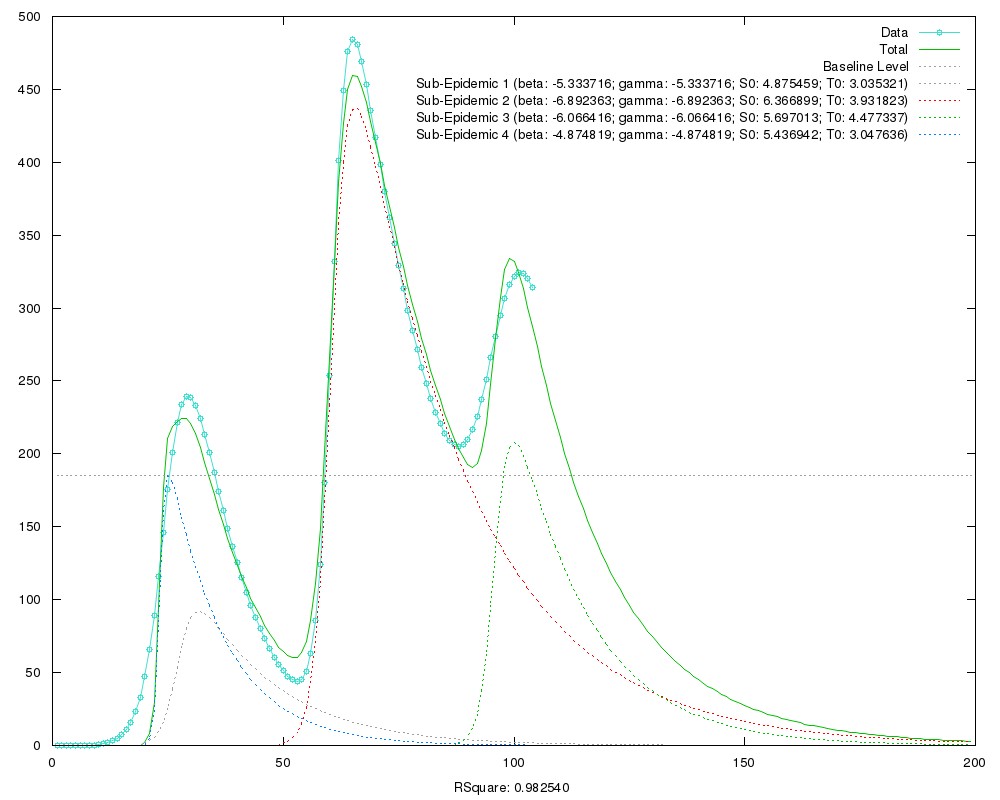 500
450
400
350
300
250
200
150
100
50
0
Data
Total
Baseline Level
Sub-Epidemic 1 (beta: -5.333716; gamma: -5.333716; S0: 4.875459; T0: 3.035321)
Sub-Epidemic 2 (beta: -6.892363; gamma: -6.892363; S0: 6.366899; T0: 3.931823)
Sub-Epidemic 3 (beta: -6.066416; gamma: -6.066416; S0: 5.697013; T0: 4.477337)
Sub-Epidemic 4 (beta: -4.874819; gamma: -4.874819; S0: 5.436942; T0: 3.047636)
0 50 100 150 200
RSquare: 0.982540